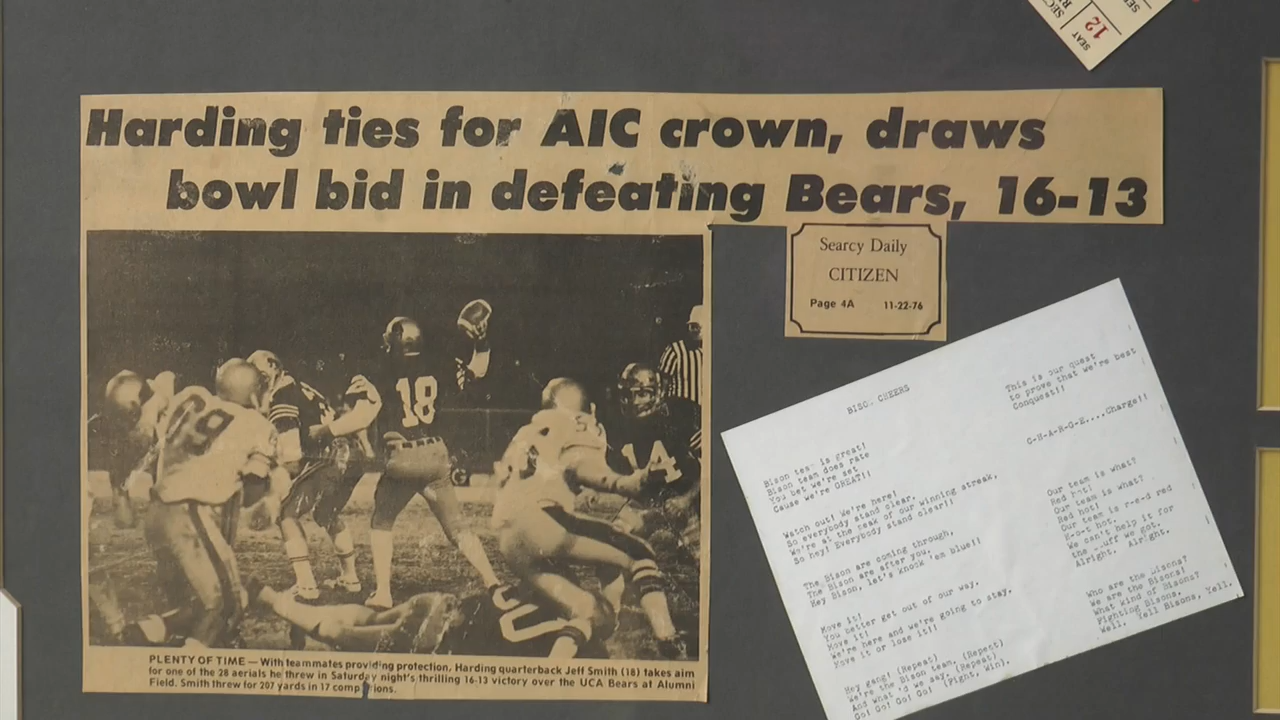 SEAT
12
Harding ties for AIC crown, draws
bowl bid in defeating Bears, 16-13
Searcy Daily
CITIZEN
Page 4A 11-22-76
89
18
14
PLENTY OF TIME — With teammates providing protection, Harding quarterback Jeff Smith (18) takes aim
for one of the 28 aerials he threw in Saturday night's thrilling 16-13 victory over the UCA Bears at Alumni
Field. Smith threw for 207 yards in 17 comp ions.
BISON CHEERS
Bison team is great!
Bison team does rate
You bet we're set
Cause we're GREAT!!
Watch out! We're here!
So everybody stand clear.
We're at the peak of our winning streak,
So hey! Everybody stand clear!!
The Bison are coming through,
The Bison are after you.
Hey Bison, let's knock 'em blue!!
Move it!
You better get out of our way.
Move it!
We're here and we're going to stay.
Move it or lose it!!
Hey gang! (Repeat)
We're the Bison team, (Repeat)
And what 'd we say, (Repeat),
Go! Go! Go! Go! (Fight, Win).
This is our quest
to prove that we're best
Conquest!!
C-H-A-R-G-E....Charge!!
Our team is what?
Red hot!
Our team is what?
Red hot!
Our team is r-e-d red
H-o-t hot.
We can't help it for
the stuff we got.
Alright, Alright.
Who are the Bisons?
We are the Bisons!
What kind of Bisons?
Fighting Bisons.
Well, Yell Bisons, Yell.